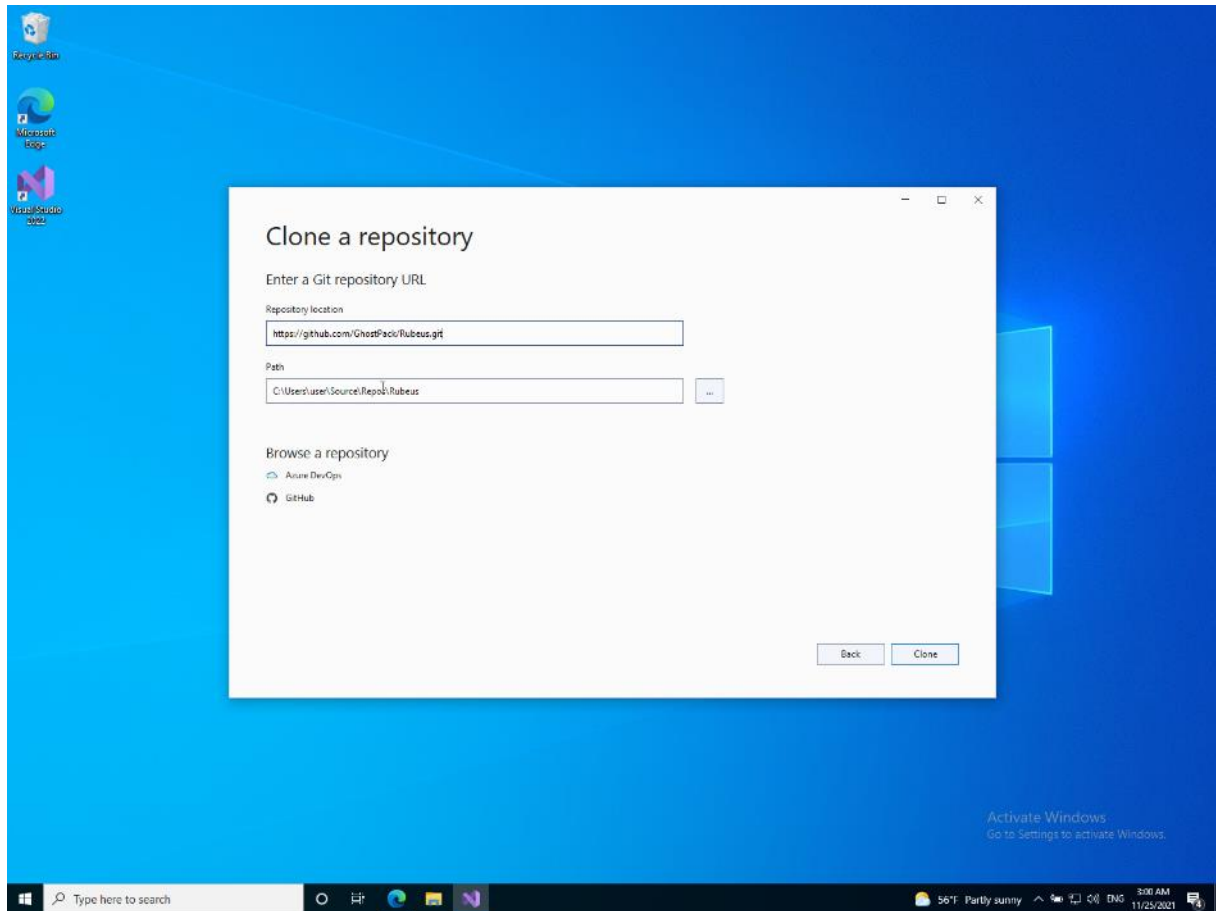 Recycle Bin
Microsoft
Edge
Visual Studio
2022
Clone a repository
Enter a Git repository URL
Repository location
https://github.com/GhostPack/Rubeus.git
Path
C:\Users\user\Source\Repos\Rubeus
...
Browse a repository
Azure DevOps
GitHub
Back
Clone
Activate Windows
Go to Settings to activate Windows.
Type here to search
56°F Partly sunny
ENG
3:00 AM
11/25/2021
4